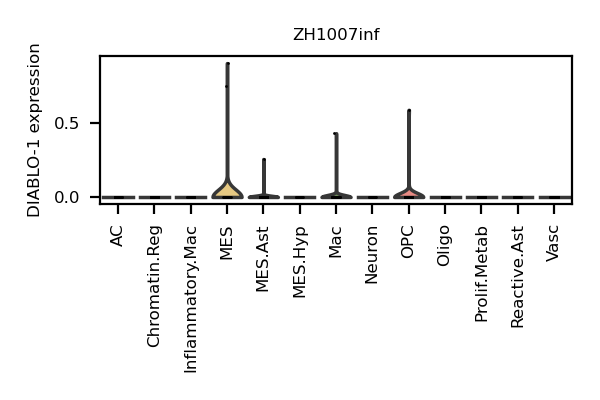 ZH1007inf
DIABLO-1 expression
0.5
0.0
AC
Chromatin.Reg
Inflammatory.Mac
MES
MES.Ast
MES.Hyp
Mac
Neuron
OPC
Oligo
Prolif.Metab
Reactive.Ast
Vasc